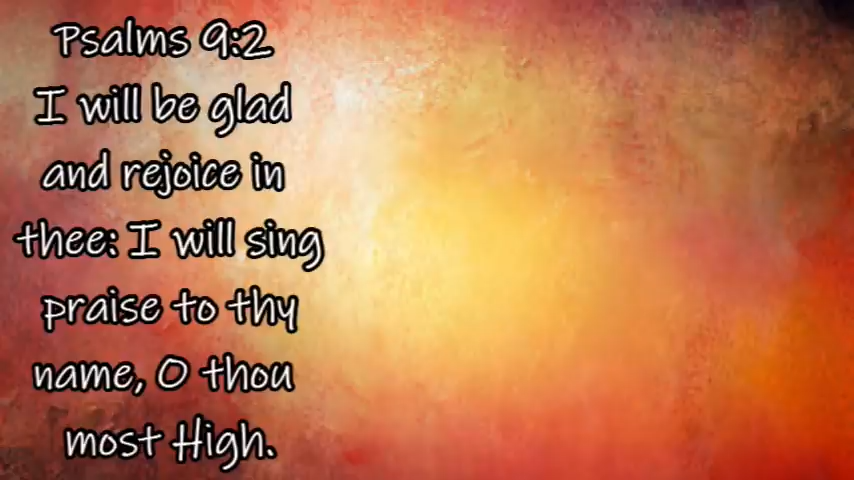 Psalms 9:2
I will be glad
and rejoice in
thee: I will sing
praise to thy
name, O thou
most High.